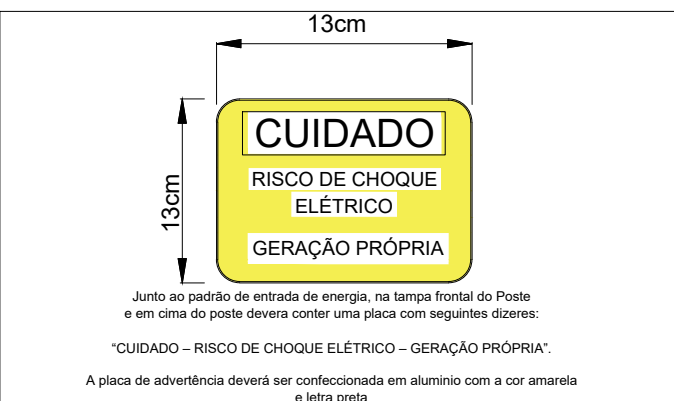 13cm
13cm
CUIDADO
RISCO DE CHOQUE
ELÉTRICO
GERAÇÃO PRÓPRIA
Junto ao padrão de entrada de energia, na tampa frontal do Poste
e em cima do poste devera conter uma placa com seguintes dizeres:
“CUIDADO – RISCO DE CHOQUE ELÉTRICO – GERAÇÃO PRÓPRIA”.
A placa de advertência deverá ser confeccionada em aluminio com a cor amarela
e letra preta